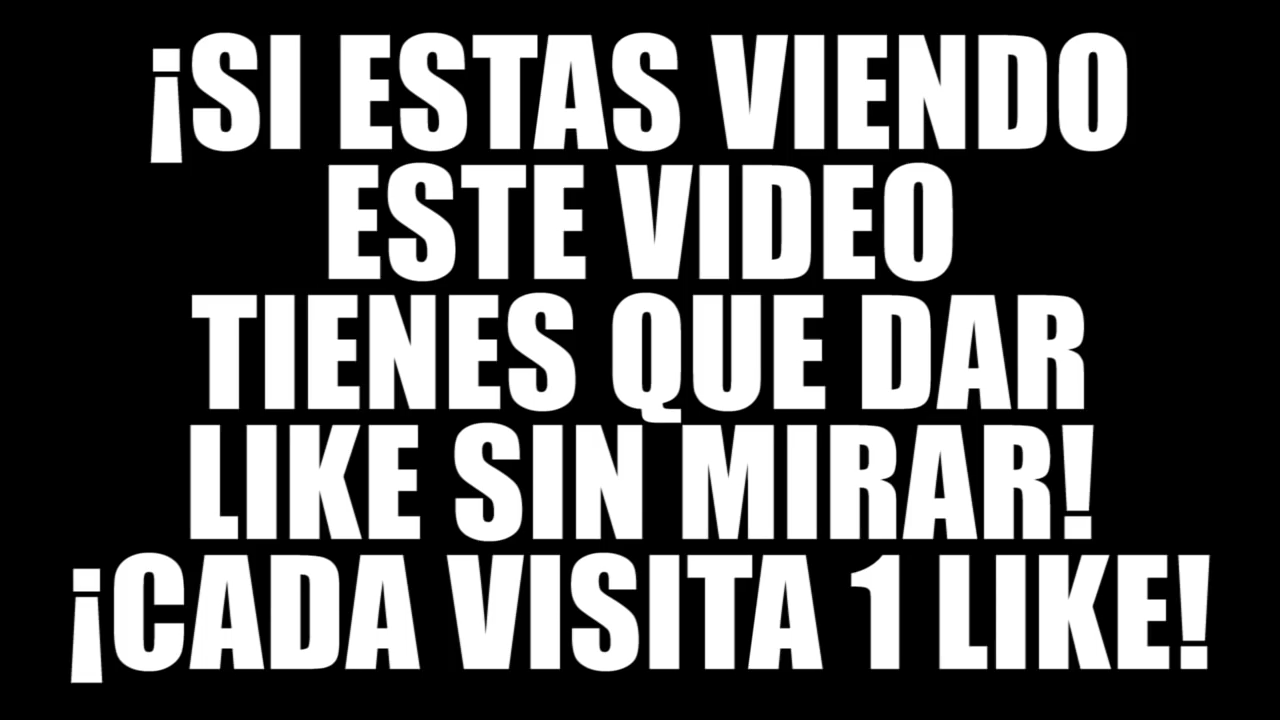 ¡SI ESTAS VIENDO
ESTE VIDEO
TIENES QUE DAR
LIKE SIN MIRAR!
¡CADA VISITA 1 LIKE!